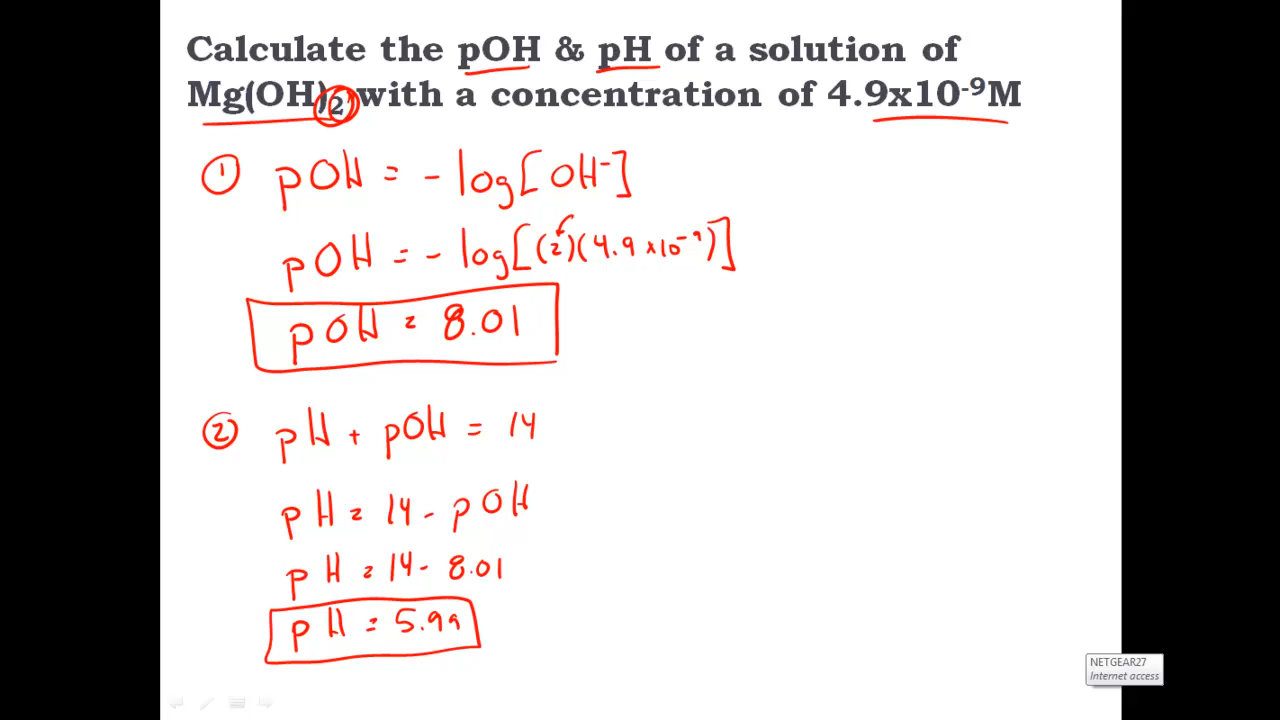 Calculate the pOH & pH of a solution of
Mg(OH)₂ with a concentration of 4.9x10⁻⁹M
① pOH = - log[OH⁻]
pOH = - log[(2)(4.9x10⁻⁹)]
pOH = 8.01
② pH + pOH = 14
pH = 14 - pOH
pH = 14 - 8.01
pH = 5.99
NETGEAR27
Internet access